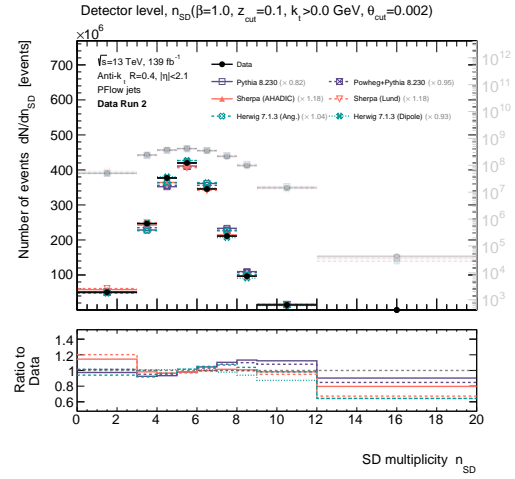 Detector level, n_SD(β=1.0, z_cut=0.1, k_t>0.0 GeV, θ_cut=0.002)
×10^6
√s=13 TeV, 139 fb^-1
Anti-k_t R=0.4, |η|<2.1
PFlow jets
Data Run 2
Data
Pythia 8.230 (× 0.82)
Powheg+Pythia 8.230 (× 0.95)
Sherpa (AHADIC) (× 1.18)
Sherpa (Lund) (× 1.18)
Herwig 7.1.3 (Ang.) (× 1.04)
Herwig 7.1.3 (Dipole) (× 0.93)
Number of events dN/dn_SD [events]
700
600
500
400
300
200
100
10^12
10^11
10^10
10^9
10^8
10^7
10^6
10^5
10^4
10^3
Ratio to
Data
1.4
1.2
1
0.8
0.6
0 2 4 6 8 10 12 14 16 18 20
SD multiplicity n_SD